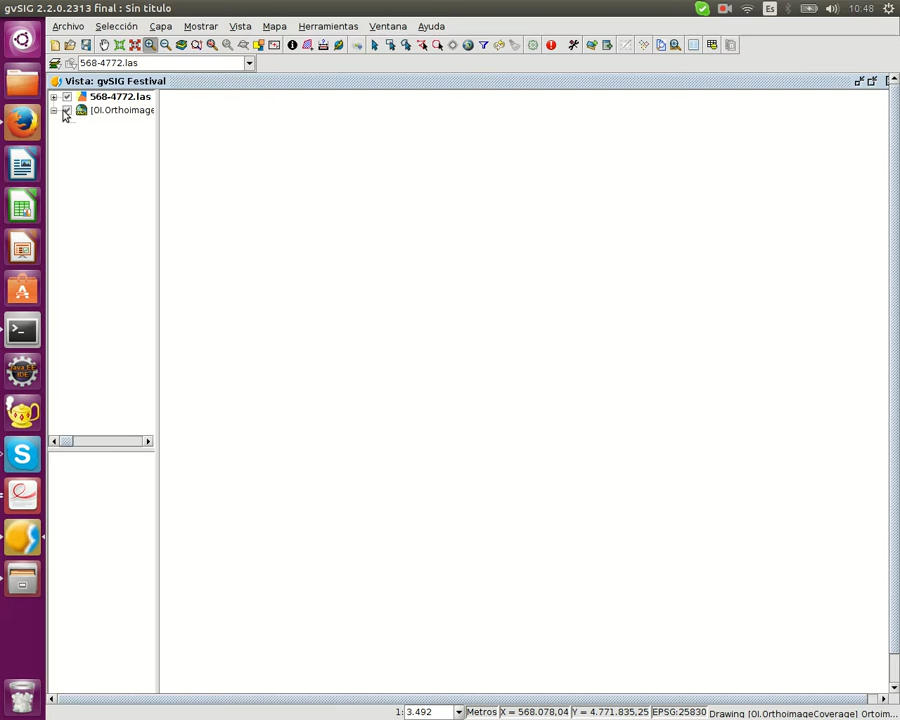 gvSIG 2.2.0.2313 final : Sin titulo
Es
10:48
Archivo Selección Capa Mostrar Vista Mapa Herramientas Ventana Ayuda
568-4772.las
Vista: gvSIG Festival
568-4772.las
[OI.Orthoimage
1: 3.492 Metros X = 568.078,04 Y = 4.771.835,25 EPSG:25830 Drawing [OI.OrthoimageCoverage] Ortoim...